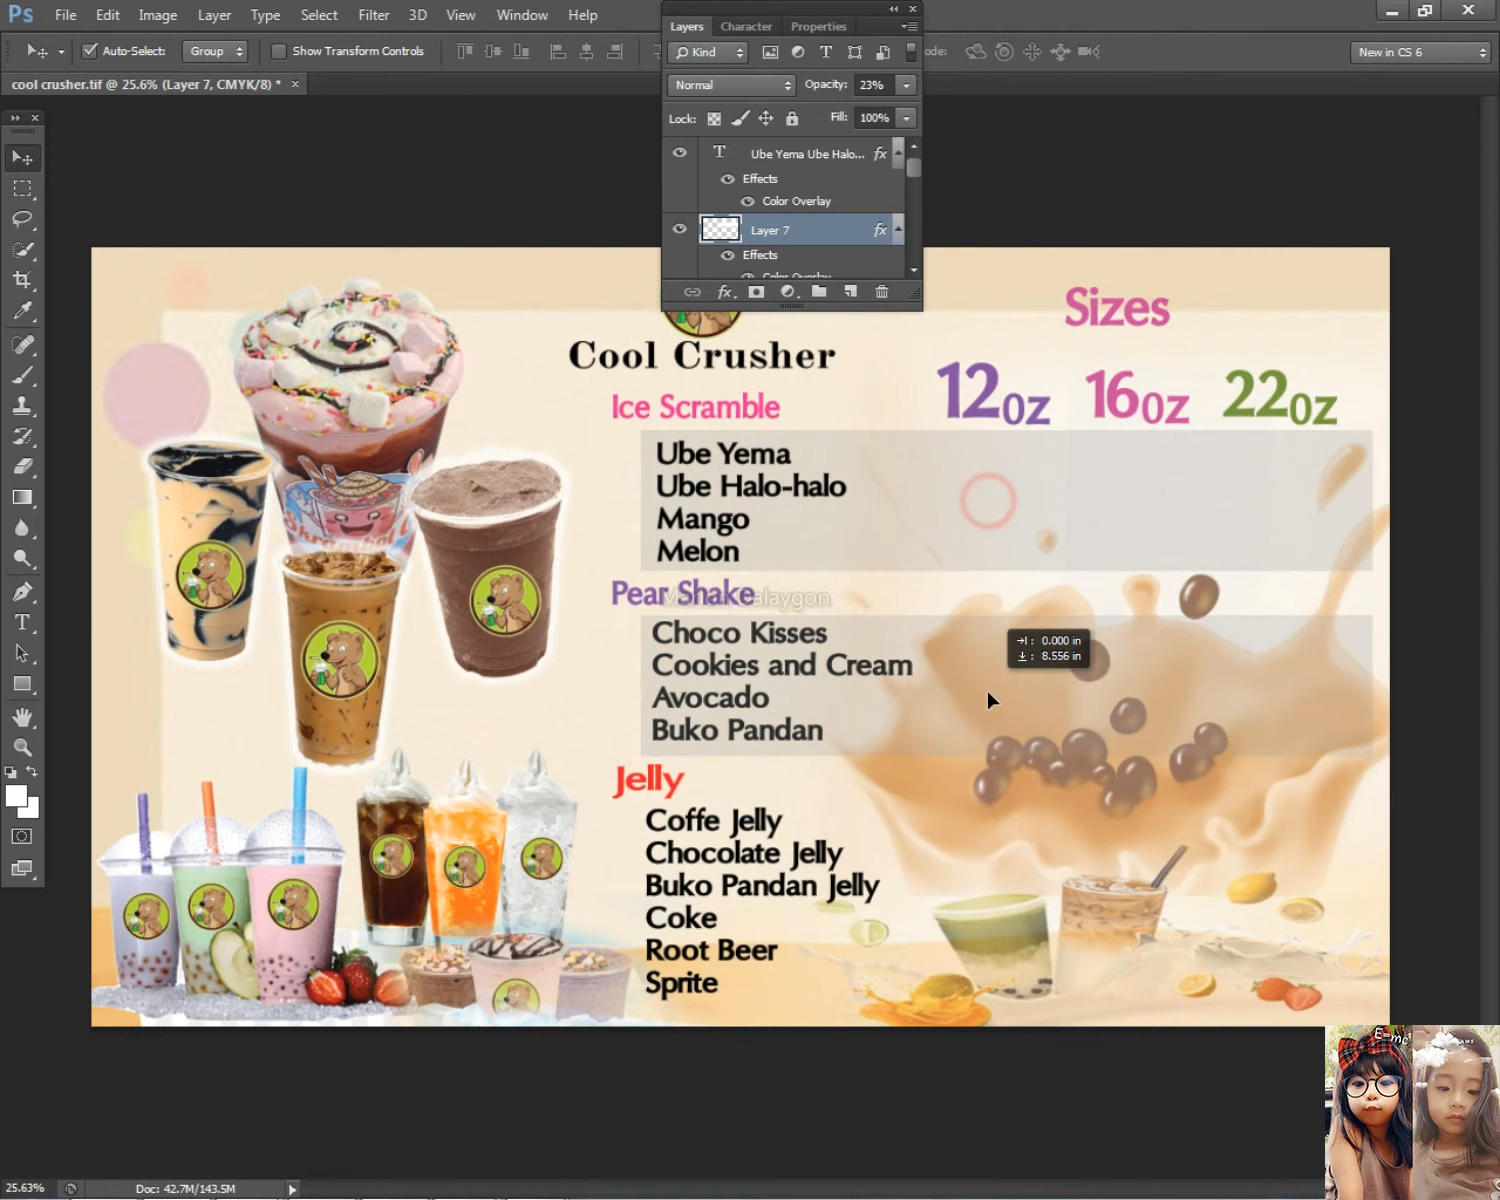 Ps File Edit Image Layer Type Select Filter 3D View Window Help
Auto-Select: Group Show Transform Controls
ode:
New in CS 6
cool crusher.tif @ 25.6% (Layer 7, CMYK/8) *
Layers Character Properties
Kind
Normal Opacity: 23%
Lock: Fill: 100%
T Ube Yema Ube Halo... fx
Effects
Color Overlay
Layer 7 fx
Effects
Color Overlay
Cool Crusher
Sizes
12oz 16oz 22oz
Ice Scramble
Ube Yema
Ube Halo-halo
Mango
Melon
Pear Shake
Choco Kisses
Cookies and Cream
Avocado
Buko Pandan
→I : 0.000 in
: 8.556 in
Jelly
Coffe Jelly
Chocolate Jelly
Buko Pandan Jelly
Coke
Root Beer
Sprite
E=mc²
25.63% Doc: 42.7M/143.5M